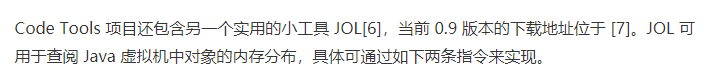 Code Tools 项目还包含另一个实用的小工具 JOL[6]，当前 0.9 版本的下载地址位于 [7]。JOL 可
用于查阅 Java 虚拟机中对象的内存分布，具体可通过如下两条指令来实现。